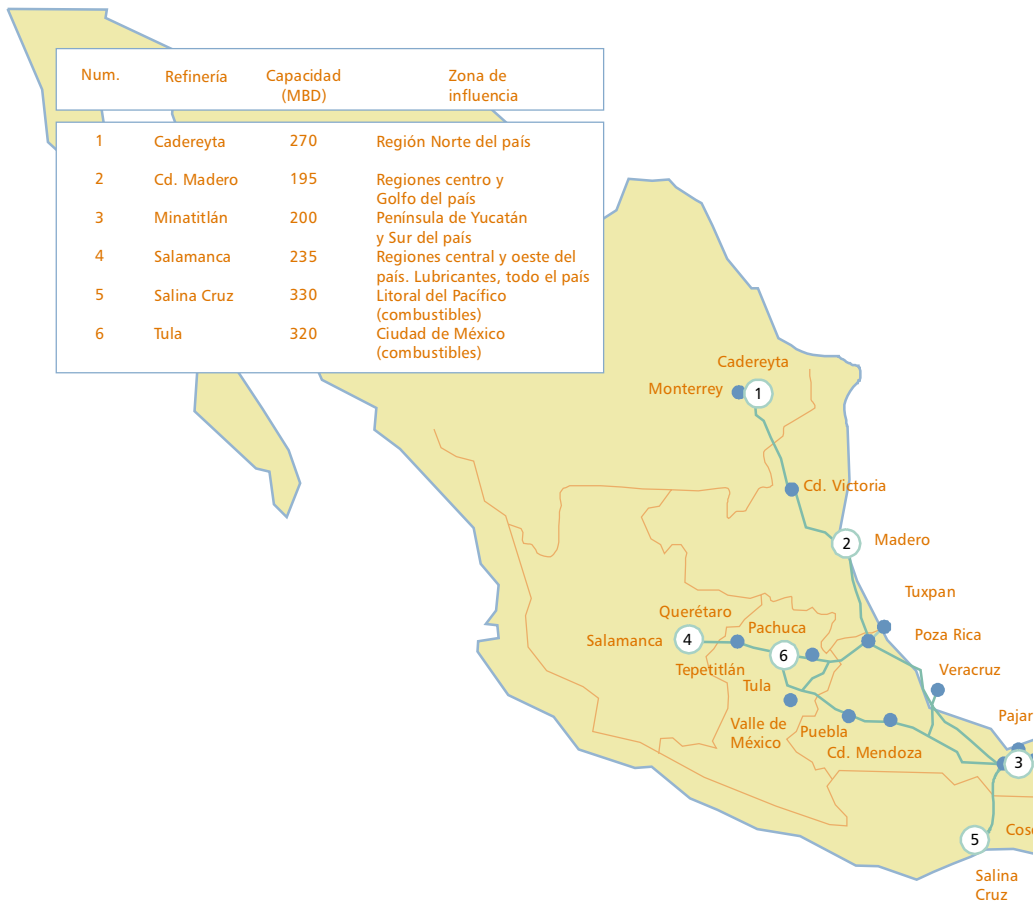 Num. Refinería Capacidad (MBD) Zona de influencia
1 Cadereyta 270 Región Norte del país
2 Cd. Madero 195 Regiones centro y
Golfo del país
3 Minatitlán 200 Península de Yucatán
y Sur del país
4 Salamanca 235 Regiones central y oeste del
país. Lubricantes, todo el país
5 Salina Cruz 330 Litoral del Pacífico
(combustibles)
6 Tula 320 Ciudad de México
(combustibles)
Cadereyta
Monterrey
1
Cd. Victoria
2
Madero
Tuxpan
Querétaro
Pachuca
Poza Rica
Salamanca
4
6
Tepetitlán
Tula
Veracruz
Valle de
México
Puebla
Cd. Mendoza
Pajar
3
5
Cos
Salina
Cruz